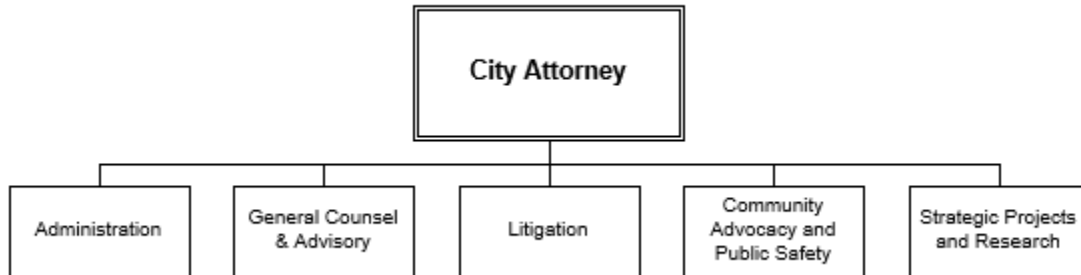 City Attorney
Administration
General Counsel
& Advisory
Litigation
Community
Advocacy and
Public Safety
Strategic Projects
and Research